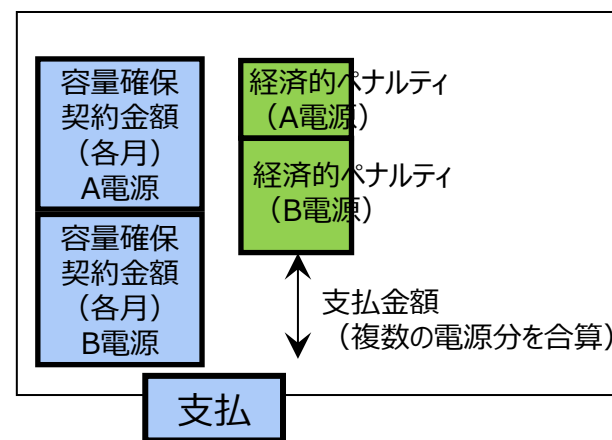 容量確保
契約金額
（各月）
A電源
容量確保
契約金額
（各月）
B電源
経済的ペナルティ
（A電源）
経済的ペナルティ
（B電源）
支払金額
（複数の電源分を合算）
支払